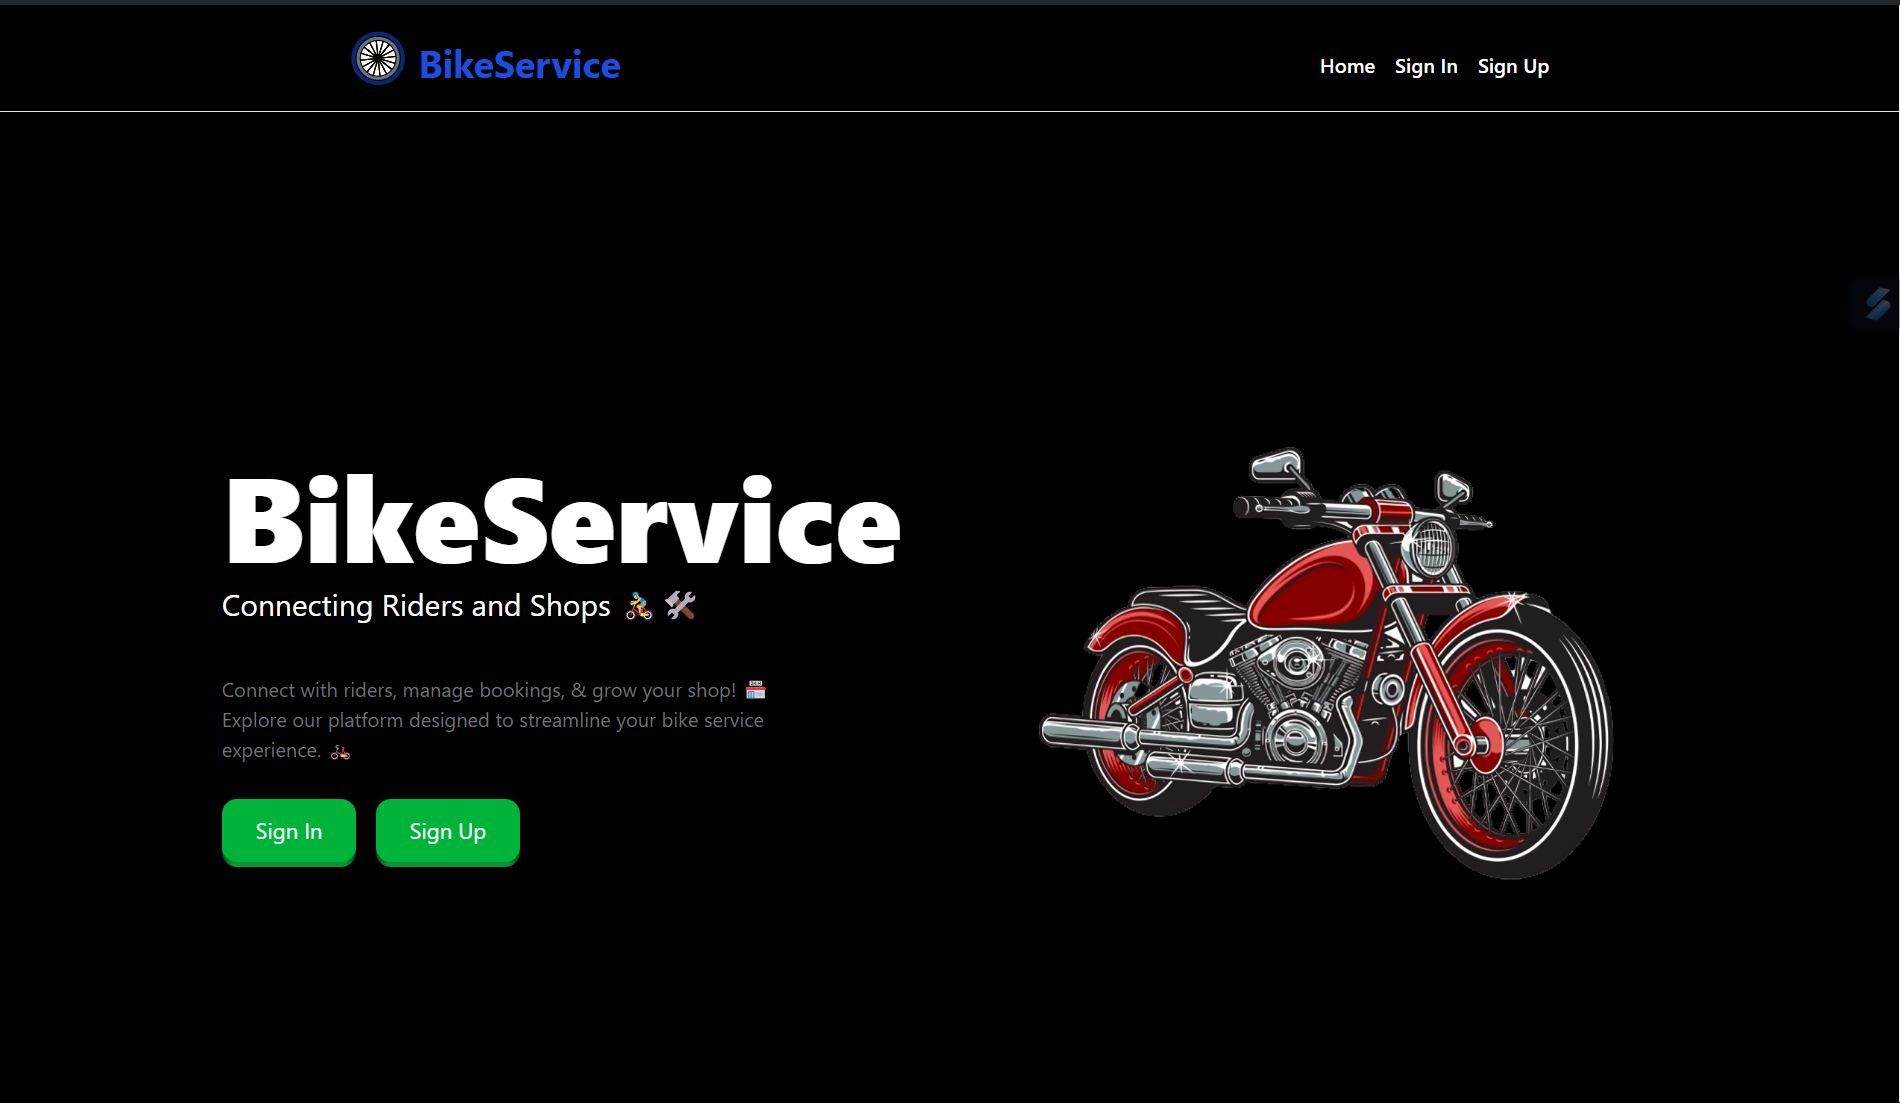 BikeService
Home Sign In Sign Up
BikeService
Connecting Riders and Shops 🚴‍♂️ 🛠️
Connect with riders, manage bookings, & grow your shop! 🏪
Explore our platform designed to streamline your bike service
experience. 🚲
Sign In Sign Up